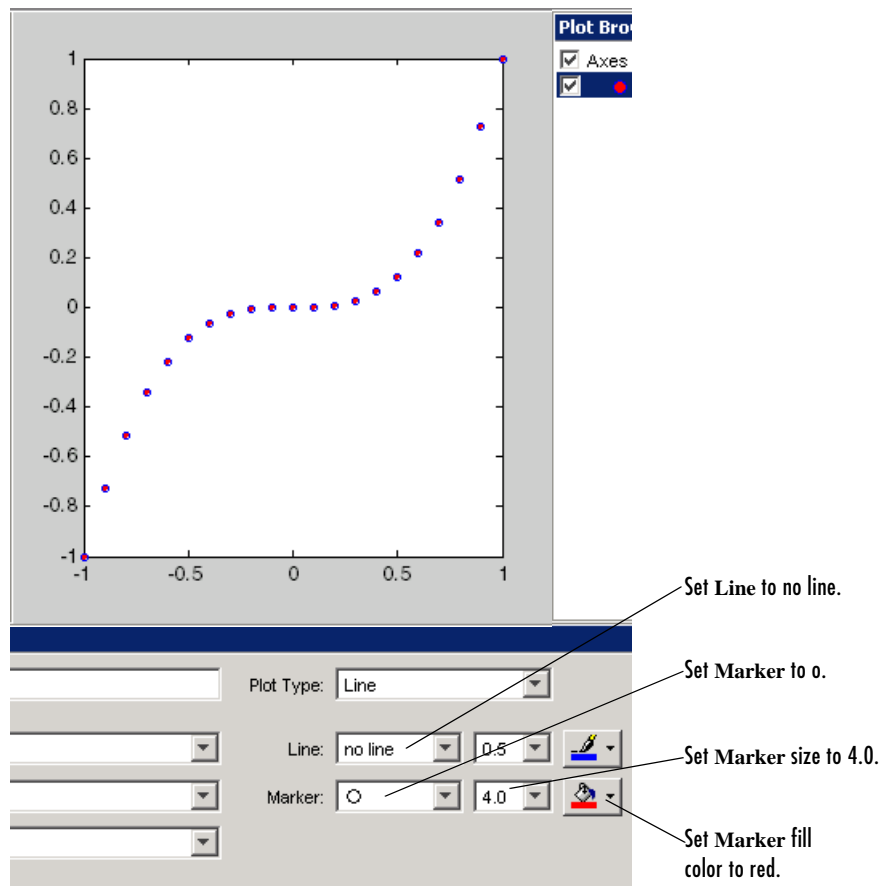 Plot Bro
Axes
1
0.8
0.6
0.4
0.2
0
-0.2
-0.4
-0.6
-0.8
-1
-1 -0.5 0 0.5 1
Set Line to no line.
Plot Type: Line
Set Marker to o.
Line: no line 0.5
Set Marker size to 4.0.
Marker: 4.0
Set Marker fill
color to red.